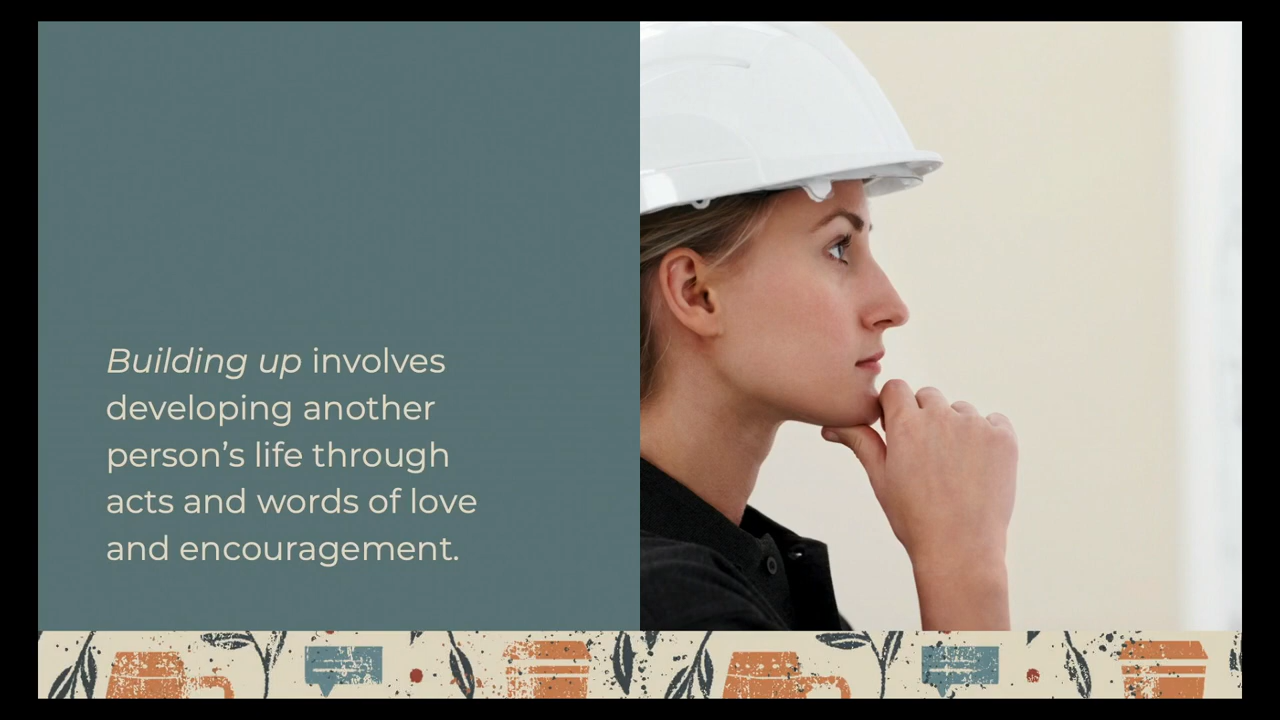 Building up involves
developing another
person’s life through
acts and words of love
and encouragement.